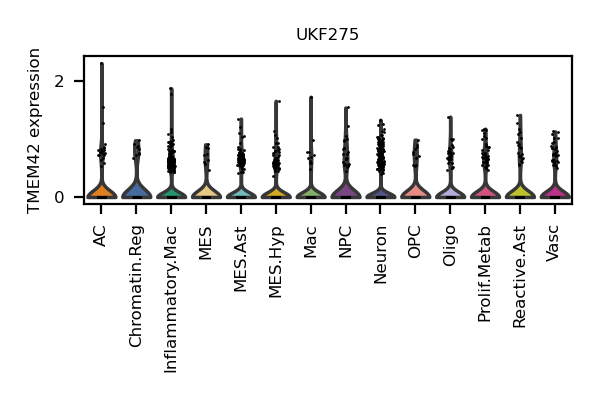 UKF275
TMEM42 expression
2
0
AC
Chromatin.Reg
Inflammatory.Mac
MES
MES.Ast
MES.Hyp
Mac
NPC
Neuron
OPC
Oligo
Prolif.Metab
Reactive.Ast
Vasc